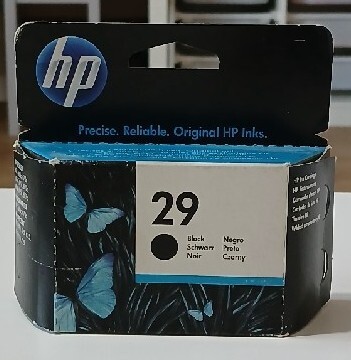 hp
Precise. Reliable. Original HP Inks.
29
Black Negro
Schwarz Preto
Noir Czarny